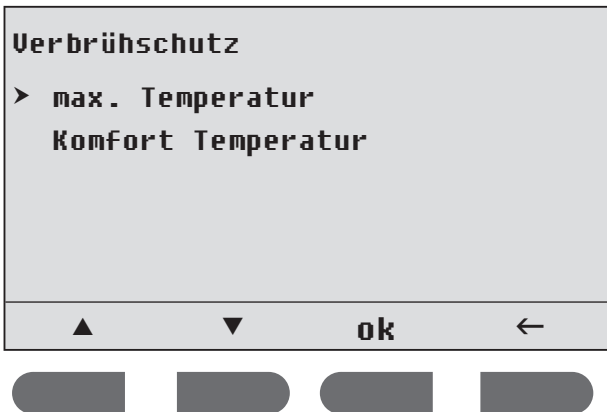 Verbrühschutz
➤ max. Temperatur
Komfort Temperatur
▲ ▼ ok ←